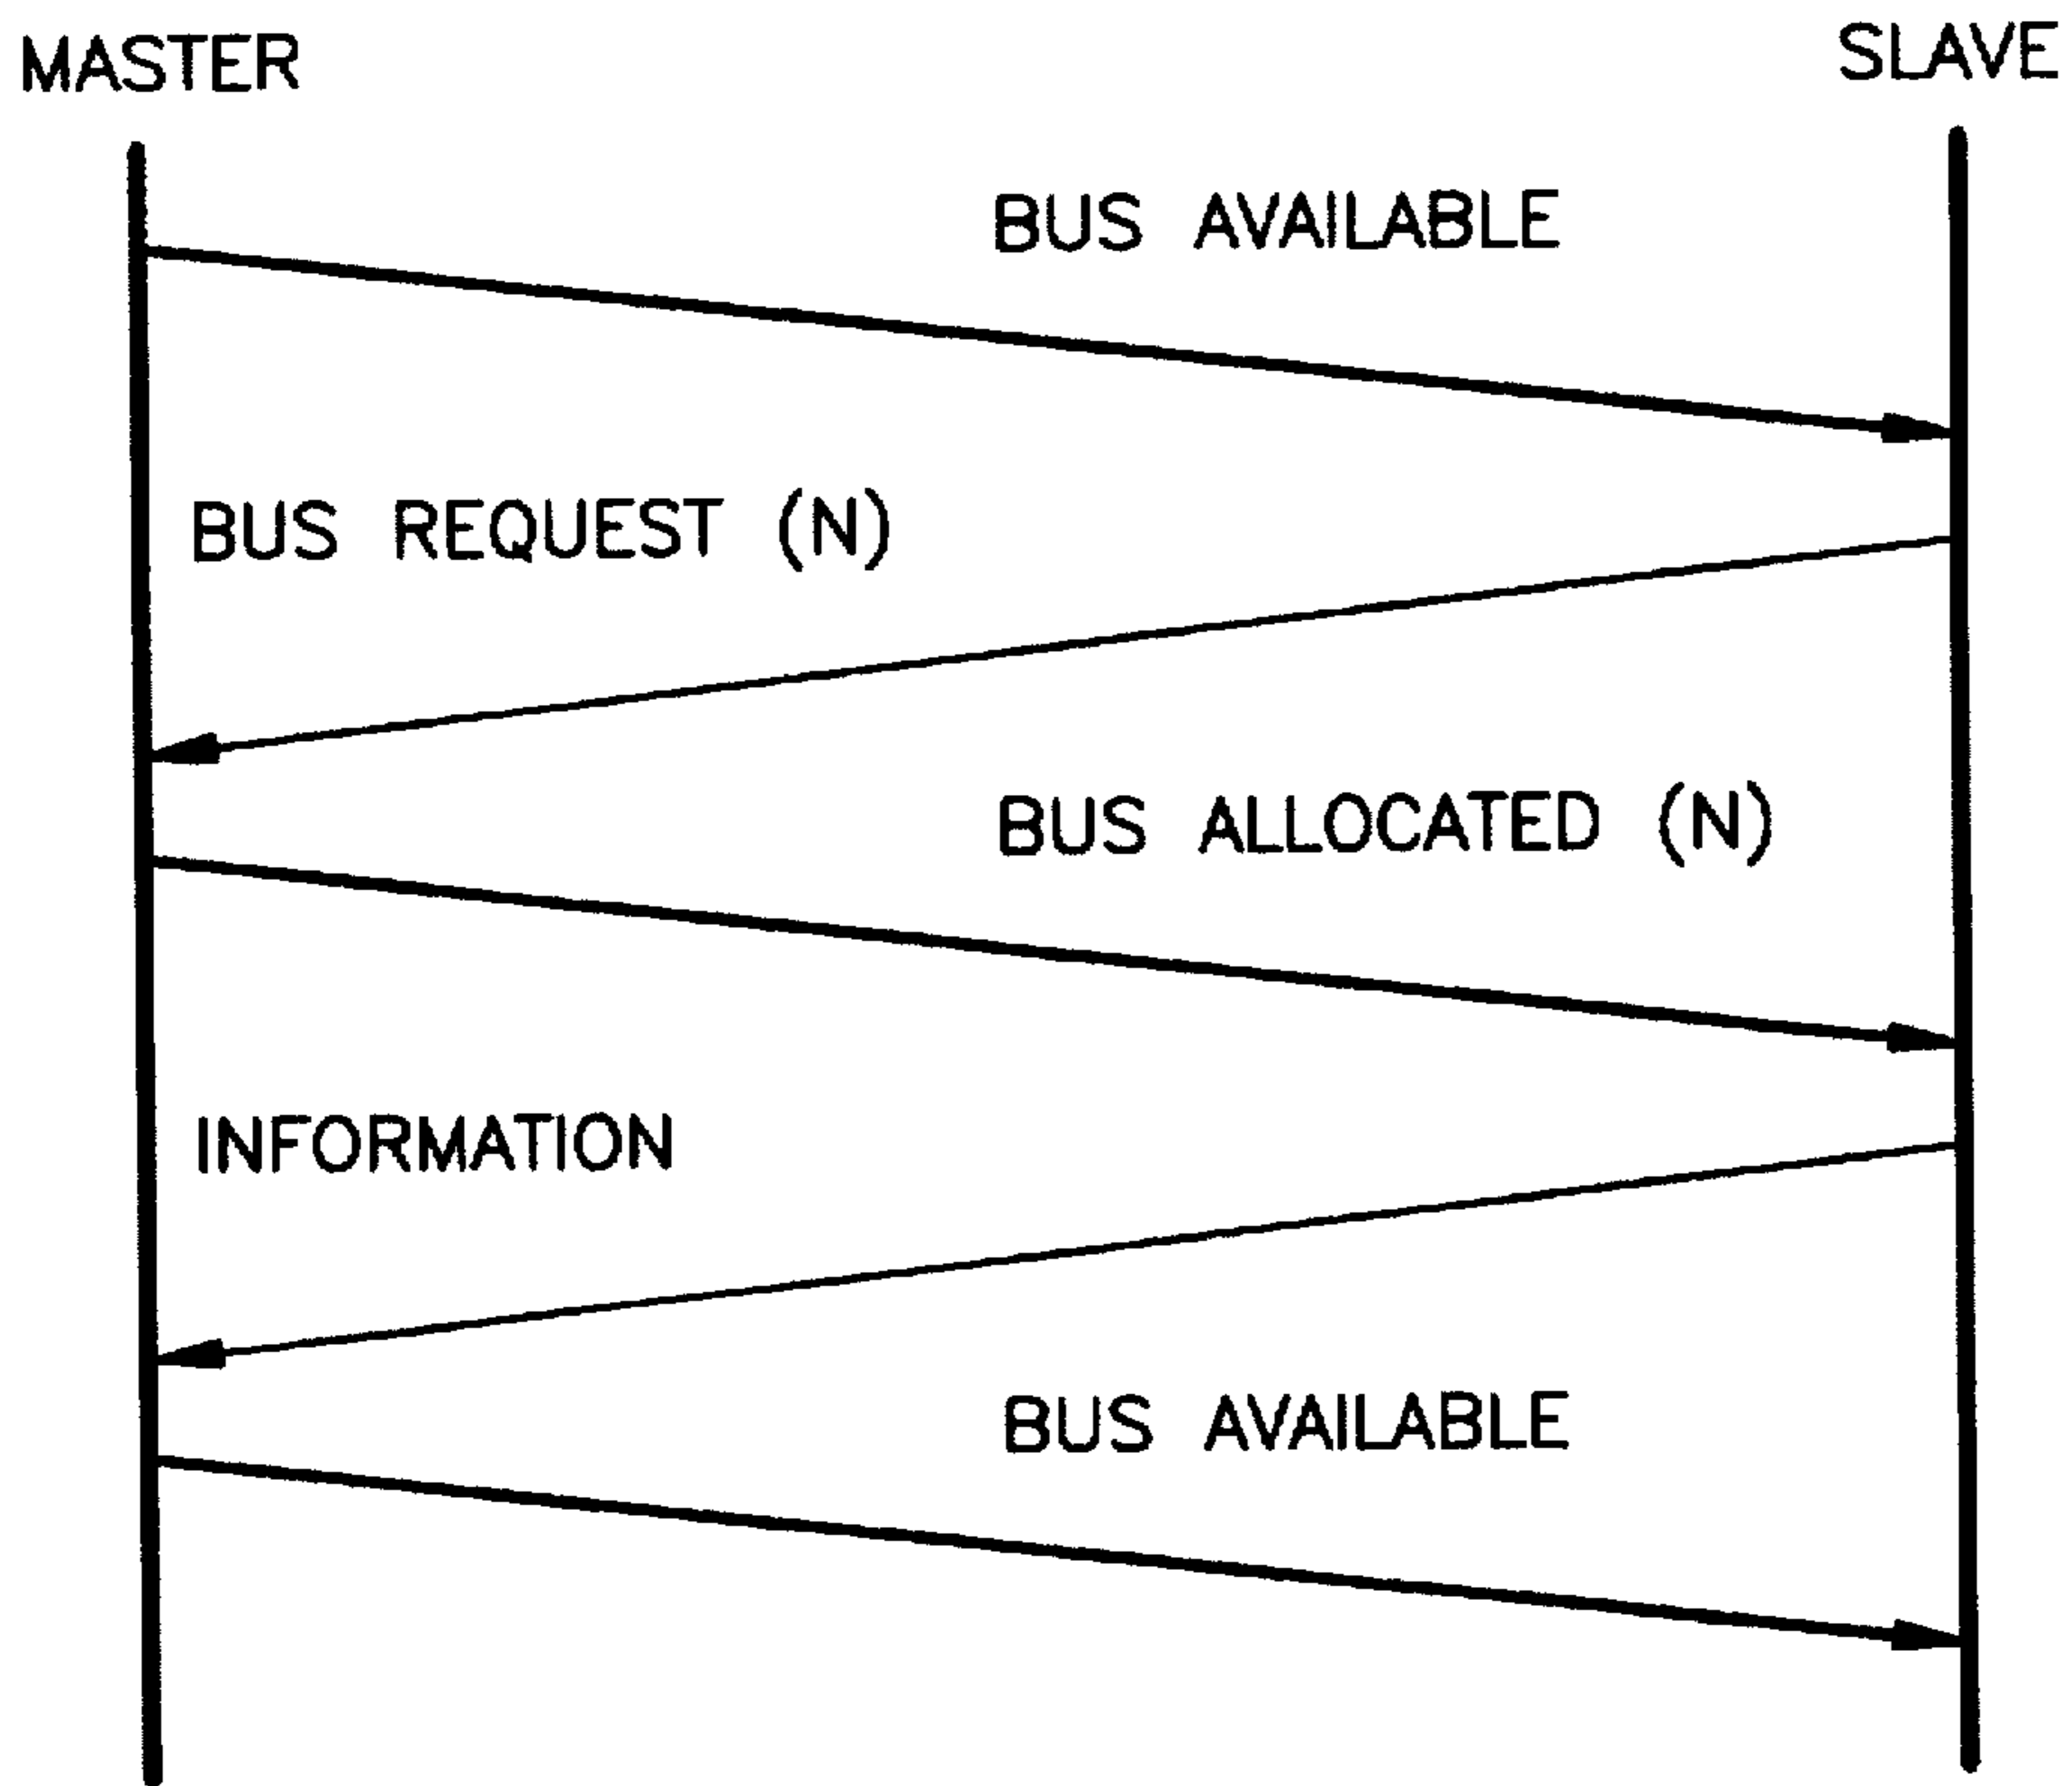 MASTER SLAVE
BUS AVAILABLE
BUS REQUEST (N)
BUS ALLOCATED (N)
INFORMATION
BUS AVAILABLE